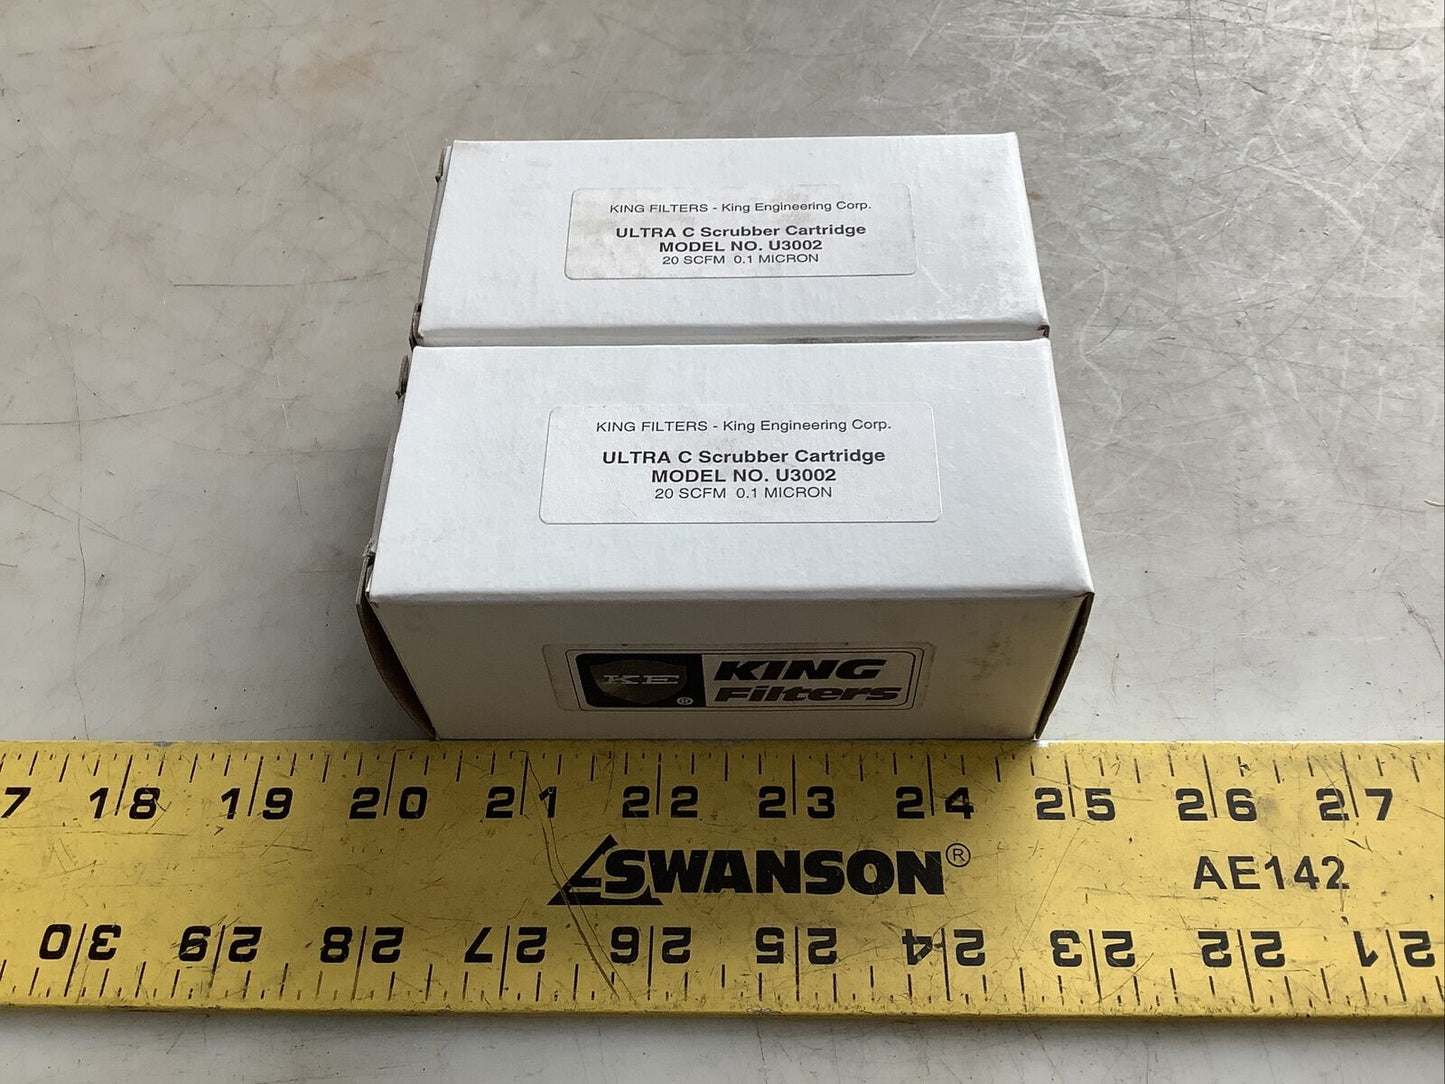 KING FILTERS - King Engineering Corp.
ULTRA C Scrubber Cartridge
MODEL NO. U3002
20 SCFM 0.1 MICRON
KING FILTERS - King Engineering Corp.
ULTRA C Scrubber Cartridge
MODEL NO. U3002
20 SCFM 0.1 MICRON
KE ® KING
Filters
7 18 19 20 21 22 23 24 25 26 27
SWANSON® AE142
30 29 28 27 26 25 24 23 22 21